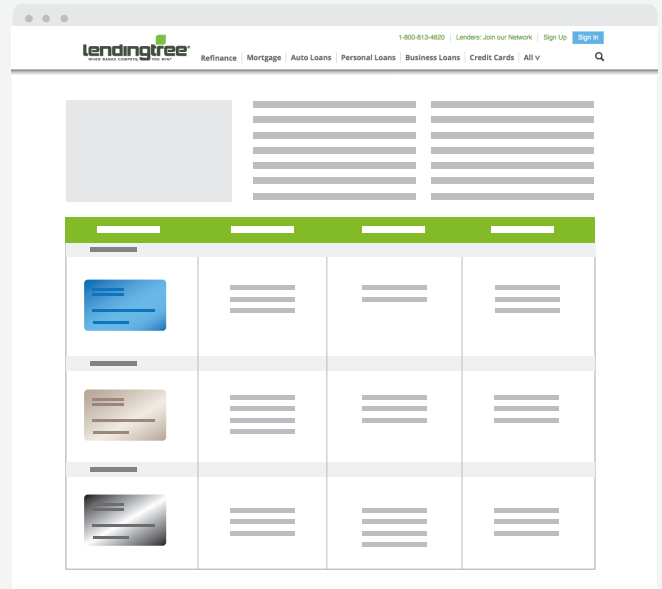 1-800-813-4620 Lenders: Join our Network Sign Up Sign In
lendingtree®
WHEN BANKS COMPETE, YOU WIN®
Refinance Mortgage Auto Loans Personal Loans Business Loans Credit Cards All v